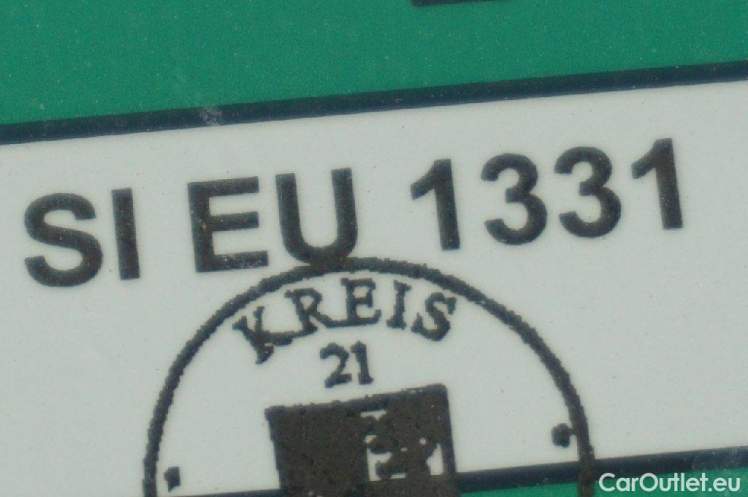 SI EU 1331
KREIS
21
CarOutlet.eu